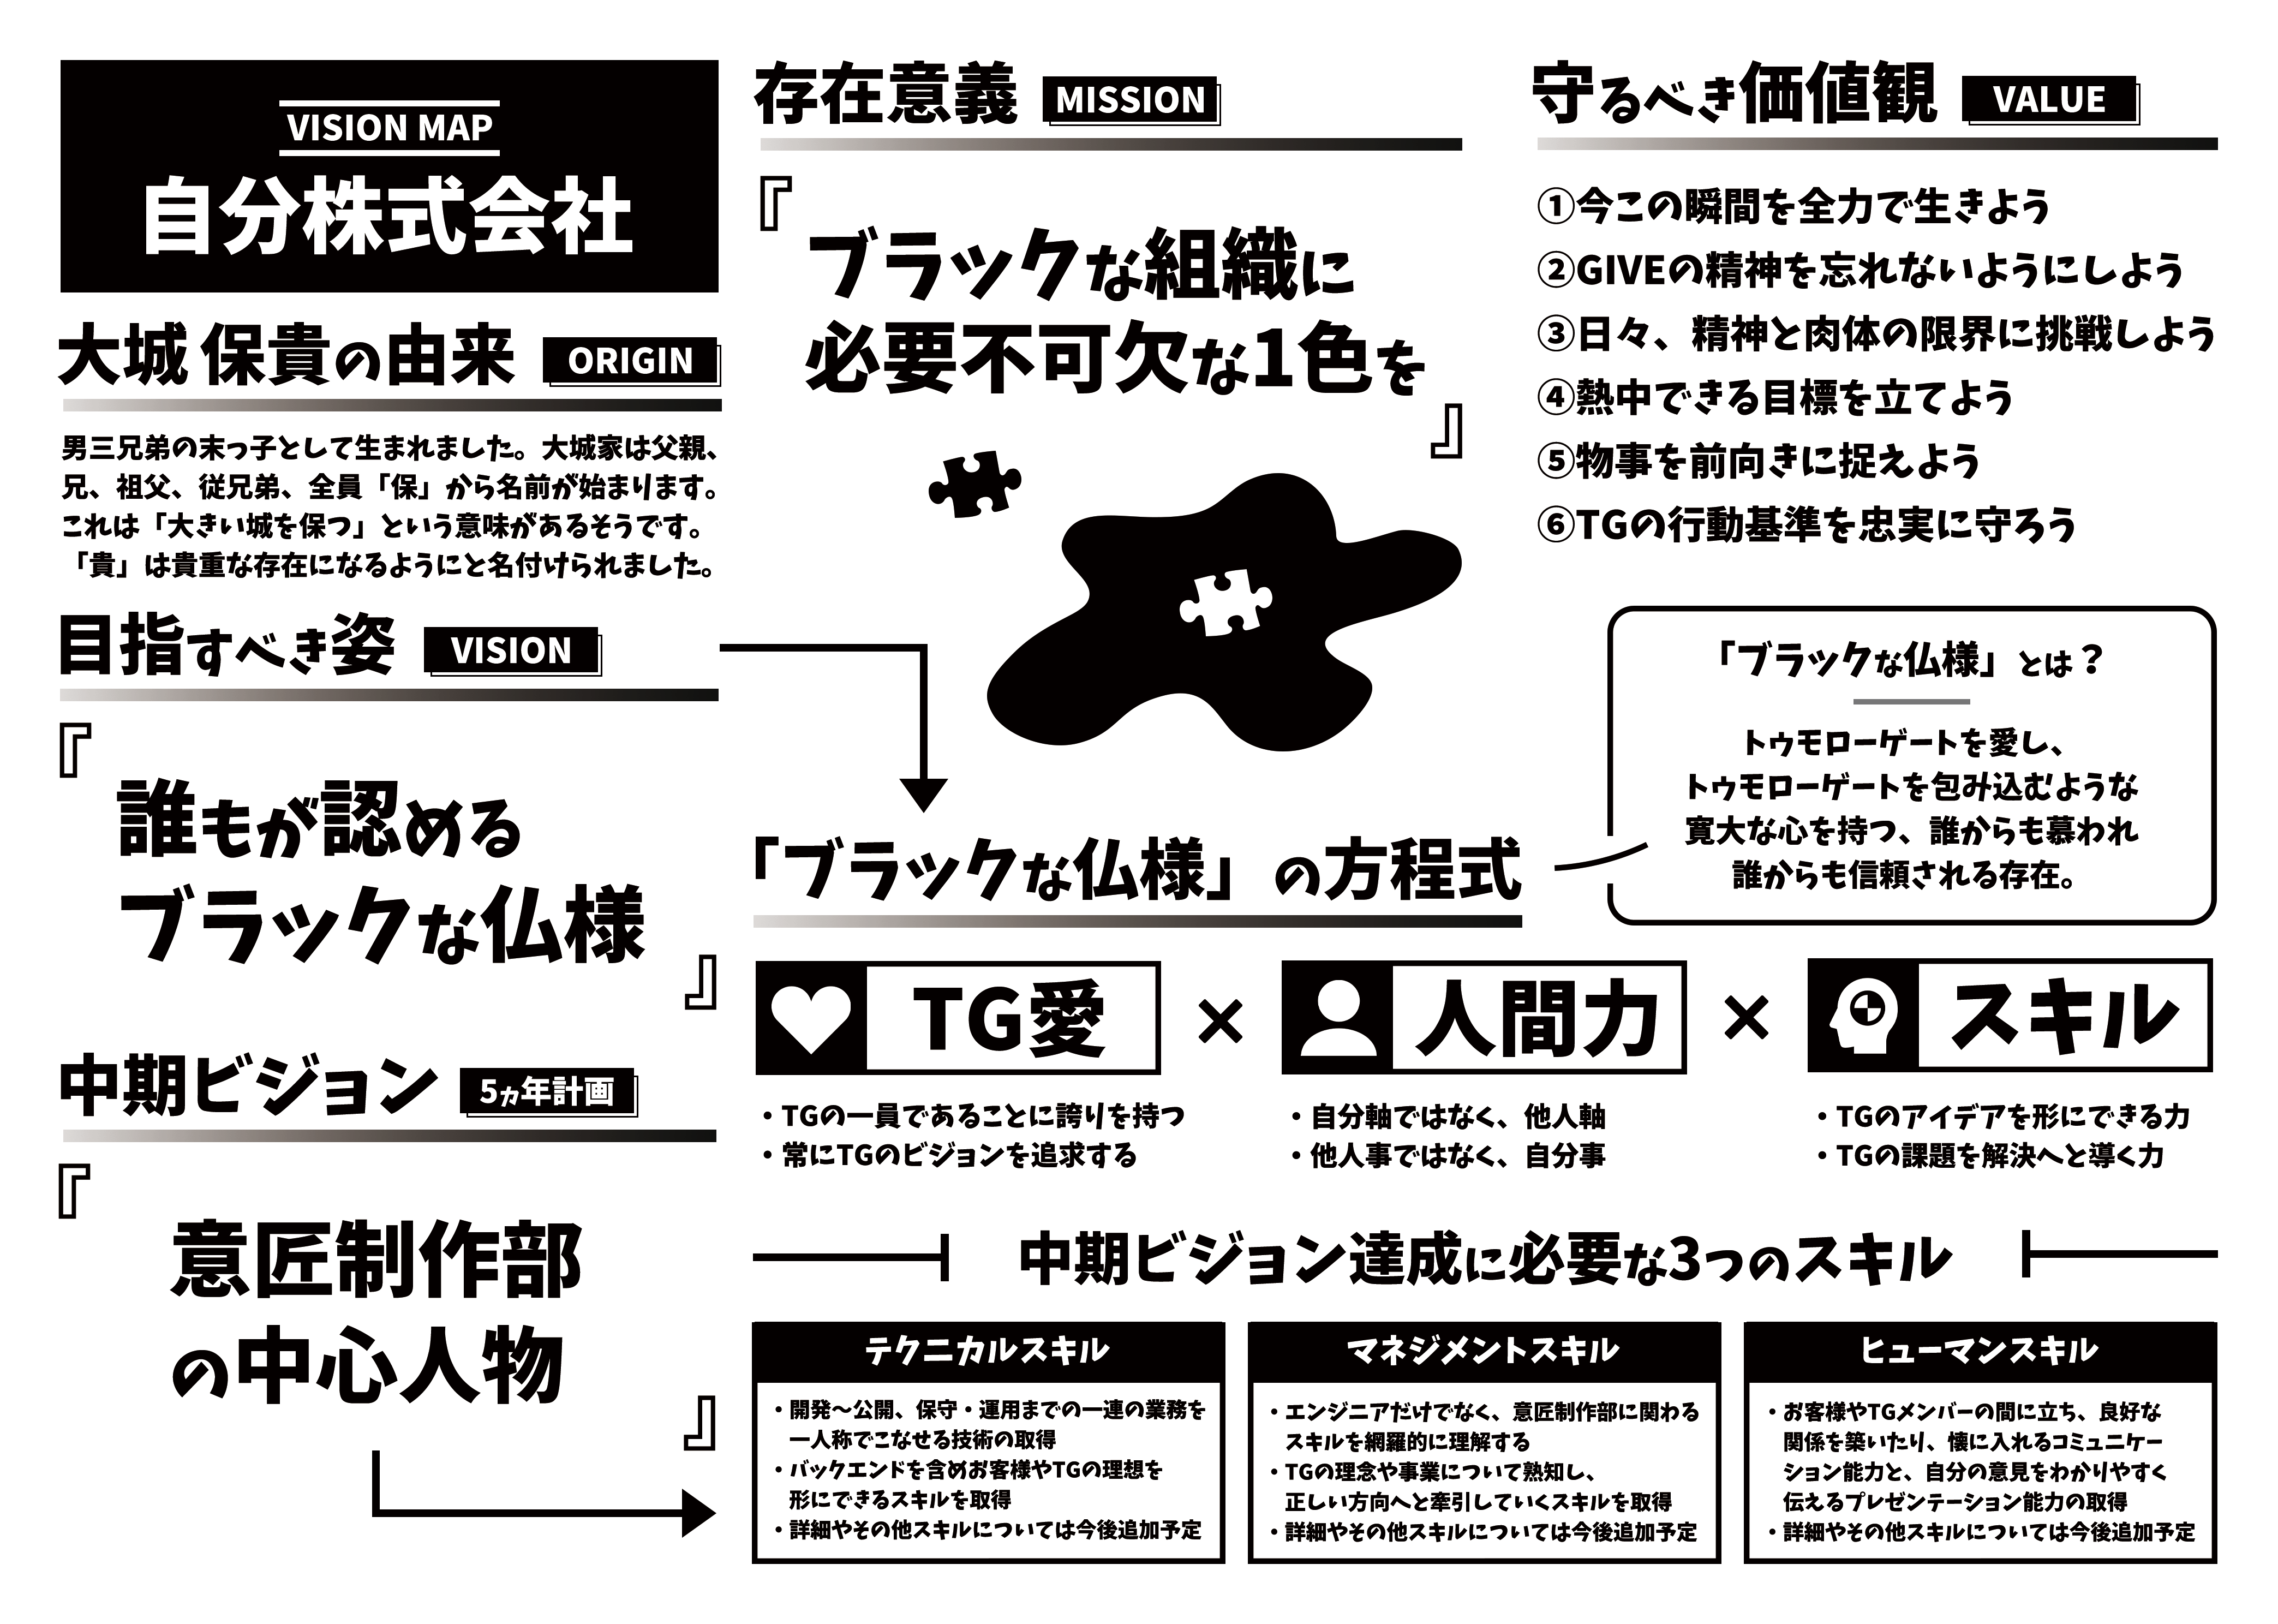 VISION MAP
自分株式会社
大城 保貴の由来 ORIGIN
男三兄弟の末っ子として生まれました。大城家は父親、
兄、祖父、従兄弟、全員「保」から名前が始まります。
これは「大きい城を保つ」という意味があるそうです。
「貴」は貴重な存在になるようにと名付けられました。
目指すべき姿 VISION
『
誰もが認める
ブラックな仏様
』
中期ビジョン 5ヵ年計画
『
意匠制作部
の中心人物
』
存在意義 MISSION
『
ブラックな組織に
必要不可欠な1色を
』
守るべき価値観 VALUE
①今この瞬間を全力で生きよう
②GIVEの精神を忘れないようにしよう
③日々、精神と肉体の限界に挑戦しよう
④熱中できる目標を立てよう
⑤物事を前向きに捉えよう
⑥TGの行動基準を忠実に守ろう
「ブラックな仏様」とは？
トゥモローゲートを愛し、
トゥモローゲートを包み込むような
寛大な心を持つ、誰からも慕われ
誰からも信頼される存在。
「ブラックな仏様」の方程式
TG愛 × 人間力 × スキル
・TGの一員であることに誇りを持つ
・常にTGのビジョンを追求する
・自分軸ではなく、他人軸
・他人事ではなく、自分事
・TGのアイデアを形にできる力
・TGの課題を解決へと導く力
中期ビジョン達成に必要な3つのスキル
テクニカルスキル
・開発〜公開、保守・運用までの一連の業務を
一人称でこなせる技術の取得
・バックエンドを含めお客様やTGの理想を
形にできるスキルを取得
・詳細やその他スキルについては今後追加予定
マネジメントスキル
・エンジニアだけでなく、意匠制作部に関わる
スキルを網羅的に理解する
・TGの理念や事業について熟知し、
正しい方向へと牽引していくスキルを取得
・詳細やその他スキルについては今後追加予定
ヒューマンスキル
・お客様やTGメンバーの間に立ち、良好な
関係を築いたり、懐に入れるコミュニケー
ション能力と、自分の意見をわかりやすく
伝えるプレゼンテーション能力の取得
・詳細やその他スキルについては今後追加予定